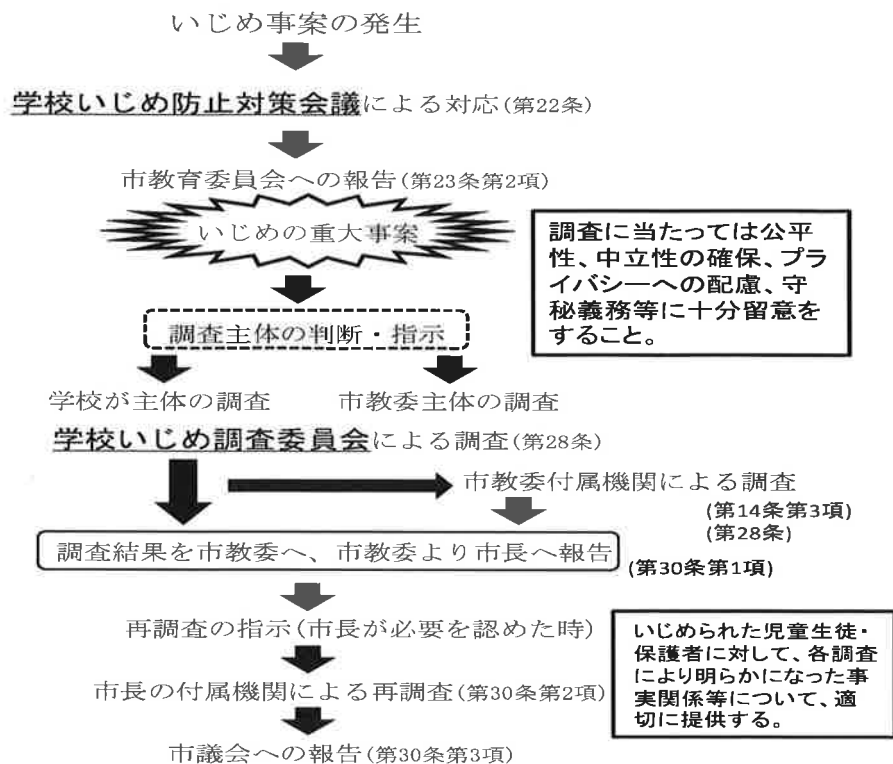 いじめ事案の発生
学校いじめ防止対策会議による対応(第22条)
市教育委員会への報告(第23条第2項)
いじめの重大事案
調査に当たっては公平
性、中立性の確保、プラ
イバシーへの配慮、守
秘義務等に十分留意を
すること。
調査主体の判断・指示
学校が主体の調査
市教委主体の調査
学校いじめ調査委員会による調査(第28条)
市教委付属機関による調査
(第14条第3項)
(第28条)
調査結果を市教委へ、市教委より市長へ報告
(第30条第1項)
再調査の指示(市長が必要を認めた時)
市長の付属機関による再調査(第30条第2項)
市議会への報告(第30条第3項)
いじめられた児童生徒・
保護者に対して、各調査
により明らかになった事
実関係等について、適
切に提供する。